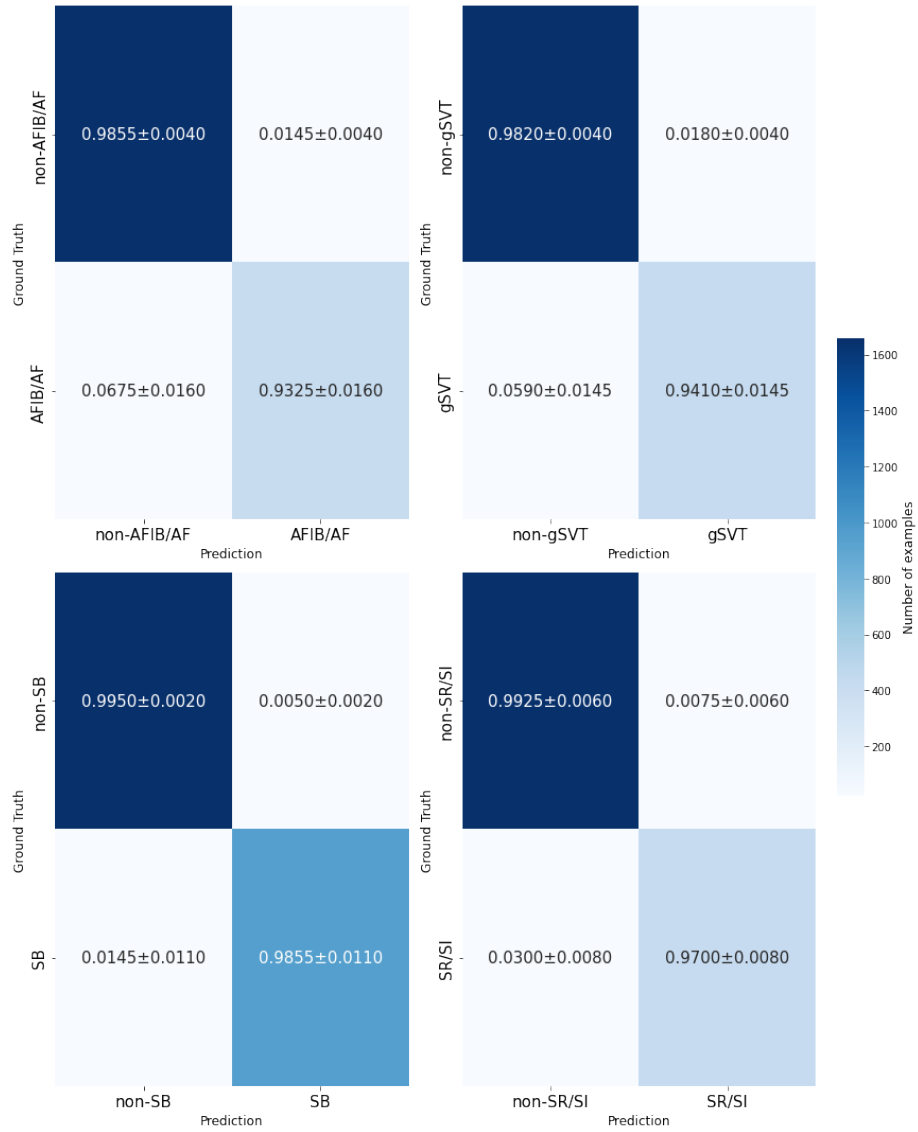 non-AFIB/AF
0.9855±0.0040
0.0145±0.0040
Ground Truth
AFIB/AF
0.0675±0.0160
0.9325±0.0160
non-AFIB/AF
AFIB/AF
Prediction
non-gSVT
0.9820±0.0040
0.0180±0.0040
Ground Truth
gSVT
0.0590±0.0145
0.9410±0.0145
non-gSVT
gSVT
Prediction
non-SB
0.9950±0.0020
0.0050±0.0020
Ground Truth
SB
0.0145±0.0110
0.9855±0.0110
non-SB
SB
Prediction
non-SR/SI
0.9925±0.0060
0.0075±0.0060
Ground Truth
SR/SI
0.0300±0.0080
0.9700±0.0080
non-SR/SI
SR/SI
Prediction
1600
1400
1200
1000
800
600
400
200
Number of examples